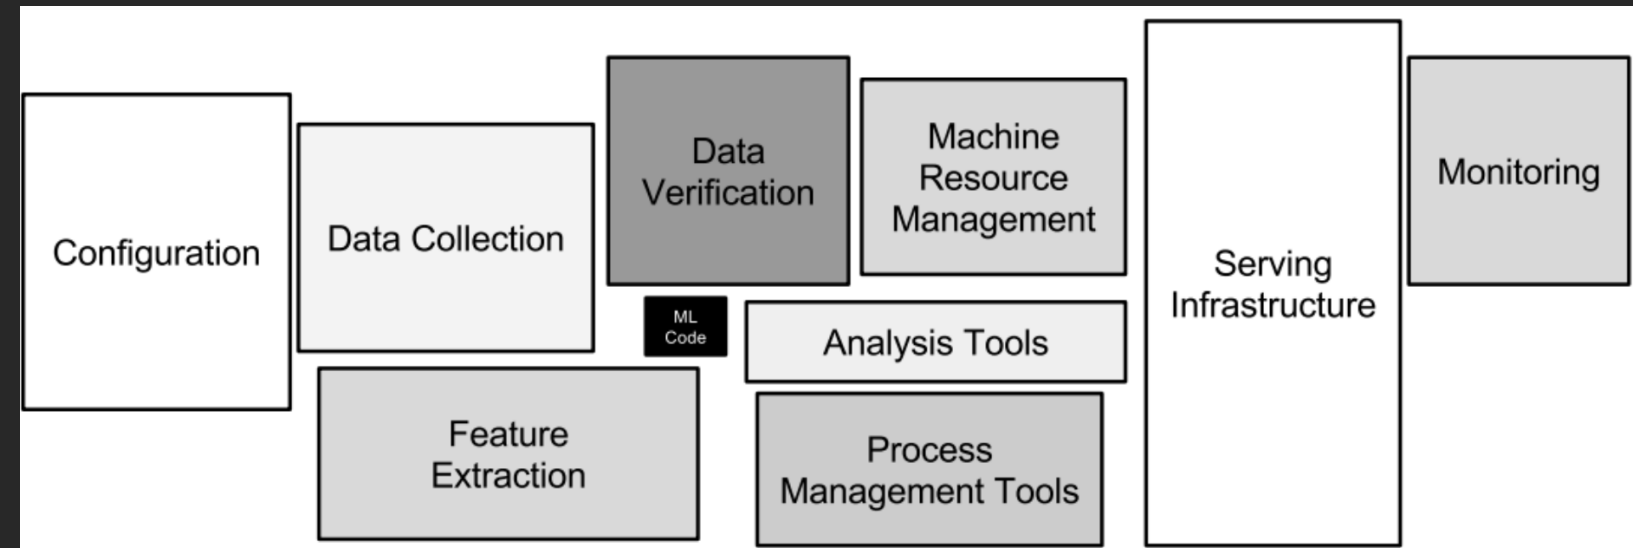 Configuration
Data Collection
Feature
Extraction
Data
Verification
ML
Code
Machine
Resource
Management
Analysis Tools
Process
Management Tools
Serving
Infrastructure
Monitoring